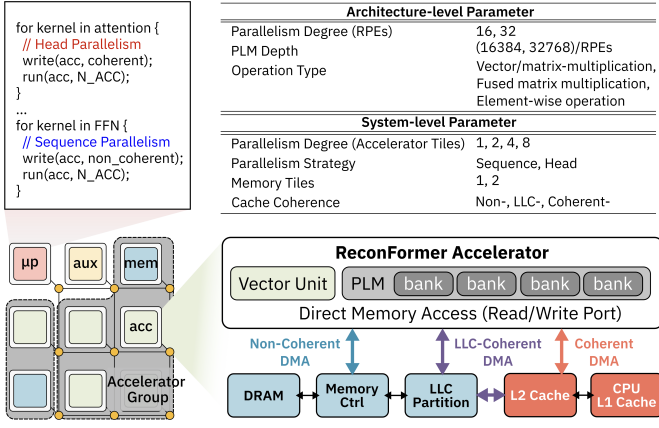 for kernel in attention {
// Head Parallelism
write(acc, coherent);
run(acc, N_ACC);
}
...
for kernel in FFN {
// Sequence Parallelism
write(acc, non_coherent);
run(acc, N_ACC);
}
Architecture-level Parameter
Parallelism Degree (RPEs) 16, 32
PLM Depth (16384, 32768)/RPEs
Operation Type Vector/matrix-multiplication,
Fused matrix multiplication,
Element-wise operation
System-level Parameter
Parallelism Degree (Accelerator Tiles) 1, 2, 4, 8
Parallelism Strategy Sequence, Head
Memory Tiles 1, 2
Cache Coherence Non-, LLC-, Coherent-
μp aux mem
acc
Accelerator
Group
ReconFormer Accelerator
Vector Unit PLM bank bank bank bank
Direct Memory Access (Read/Write Port)
Non-Coherent
DMA
LLC-Coherent
DMA
Coherent
DMA
DRAM
Memory
Ctrl
LLC
Partition
L2 Cache
CPU
L1 Cache